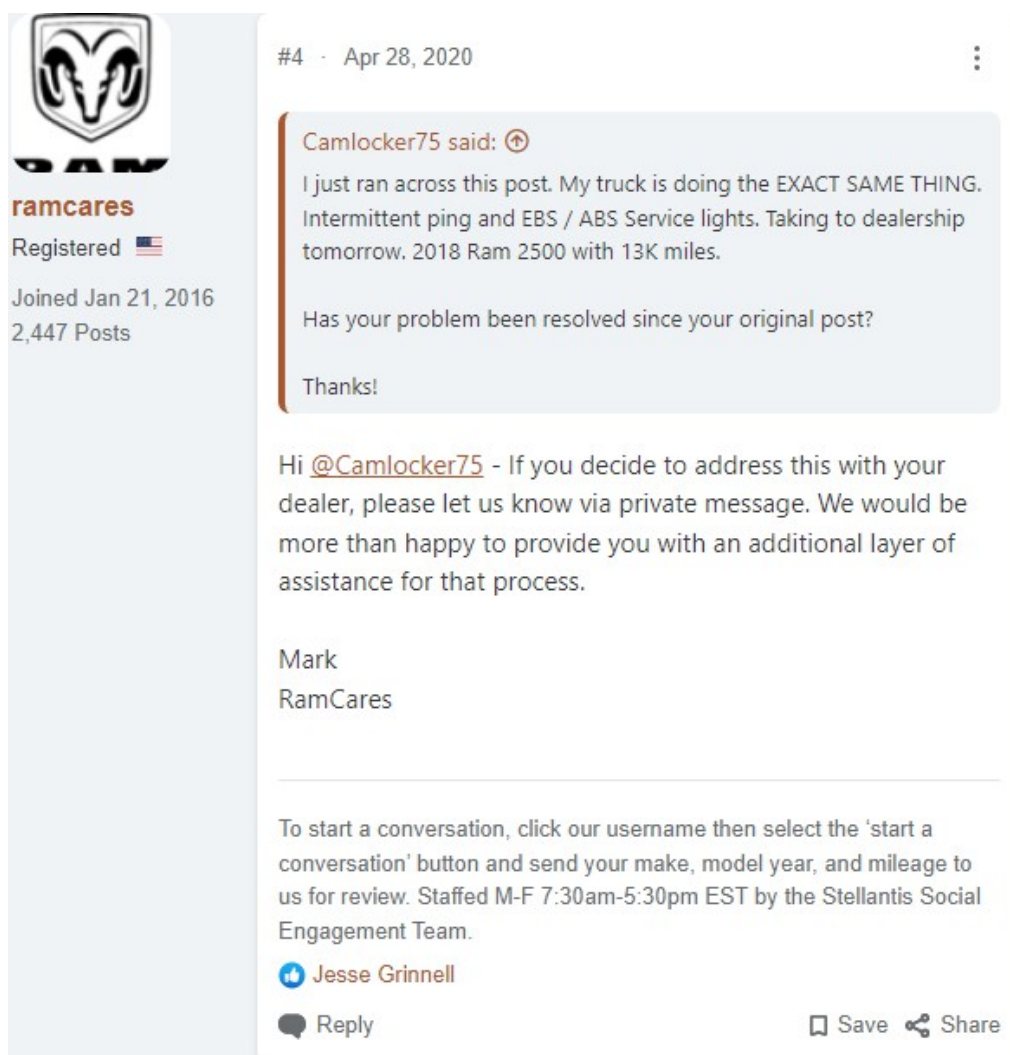 RAM
ramcares
Registered
Joined Jan 21, 2016
2,447 Posts
#4 · Apr 28, 2020
Camlocker75 said:
I just ran across this post. My truck is doing the EXACT SAME THING.
Intermittent ping and EBS / ABS Service lights. Taking to dealership
tomorrow. 2018 Ram 2500 with 13K miles.
Has your problem been resolved since your original post?
Thanks!
Hi @Camlocker75 - If you decide to address this with your
dealer, please let us know via private message. We would be
more than happy to provide you with an additional layer of
assistance for that process.
Mark
RamCares
To start a conversation, click our username then select the ‘start a
conversation’ button and send your make, model year, and mileage to
us for review. Staffed M-F 7:30am-5:30pm EST by the Stellantis Social
Engagement Team.
Jesse Grinnell
Reply
Save
Share